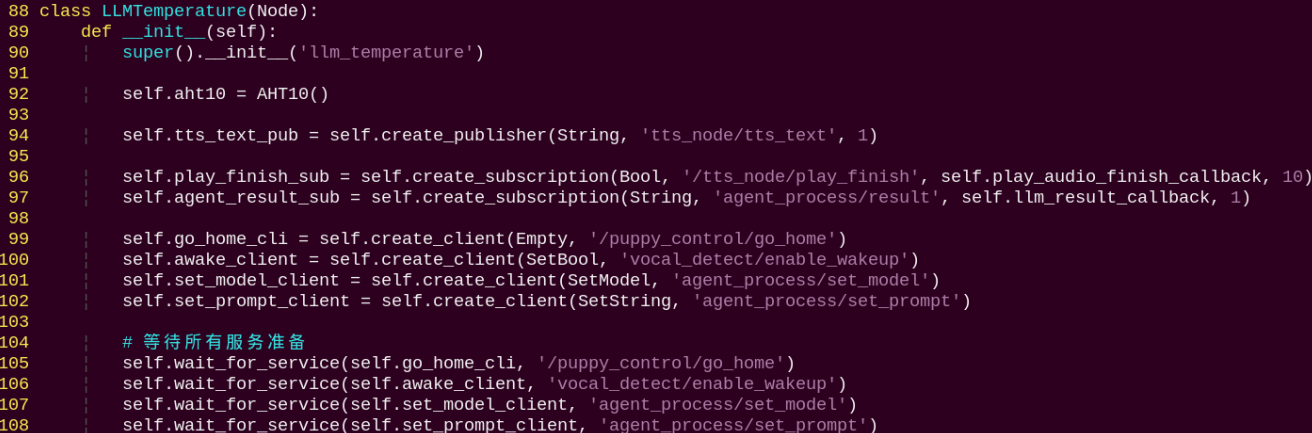 88 class LLMTemperature(Node):
89     def __init__(self):
90         super().__init__('llm_temperature')
91
92         self.aht10 = AHT10()
93
94         self.tts_text_pub = self.create_publisher(String, 'tts_node/tts_text', 1)
95
96         self.play_finish_sub = self.create_subscription(Bool, '/tts_node/play_finish', self.play_audio_finish_callback, 10)
97         self.agent_result_sub = self.create_subscription(String, 'agent_process/result', self.llm_result_callback, 1)
98
99         self.go_home_cli = self.create_client(Empty, '/puppy_control/go_home')
100         self.awake_client = self.create_client(SetBool, 'vocal_detect/enable_wakeup')
101         self.set_model_client = self.create_client(SetModel, 'agent_process/set_model')
102         self.set_prompt_client = self.create_client(SetString, 'agent_process/set_prompt')
103
104         # 等待所有服务准备
105         self.wait_for_service(self.go_home_cli, '/puppy_control/go_home')
106         self.wait_for_service(self.awake_client, 'vocal_detect/enable_wakeup')
107         self.wait_for_service(self.set_model_client, 'agent_process/set_model')
108         self.wait_for_service(self.set_prompt_client, 'agent_process/set_prompt')